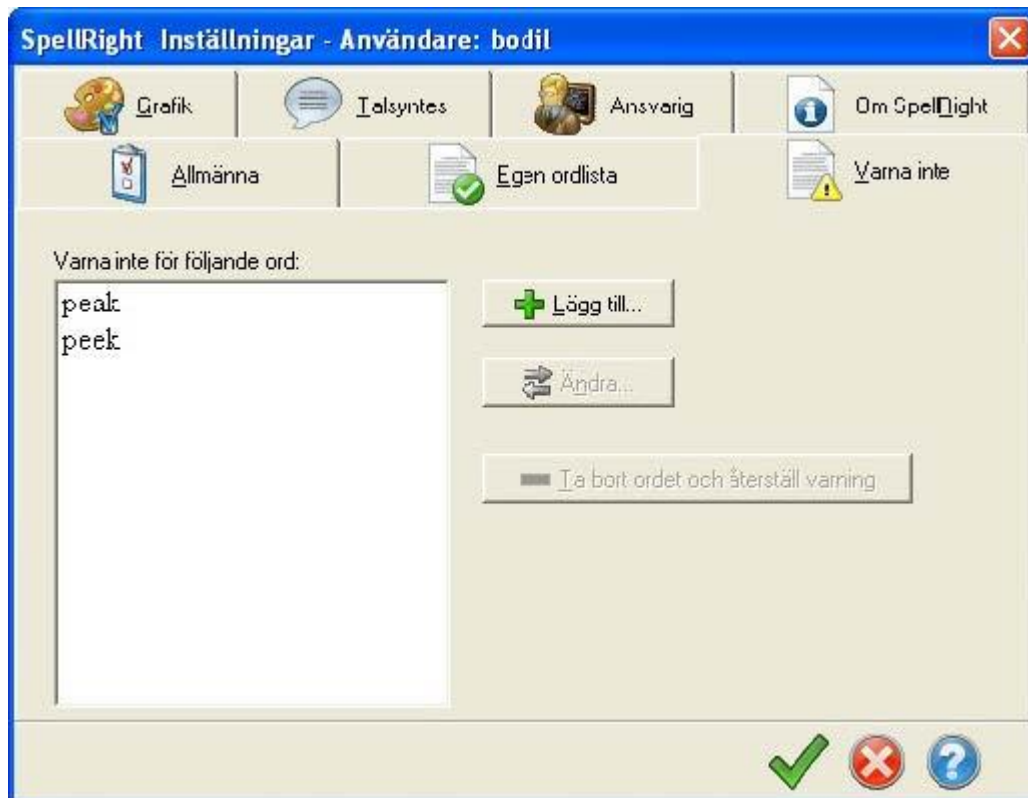 SpellRight Inställningar - Användare: bodil
Grafik Talsyntes Ansvarig Om SpellRight
Allmänna Egen ordlista Varna inte
Varna inte för följande ord:
peak
peek
Lägg till...
Ändra...
Ta bort ordet och återställ varning